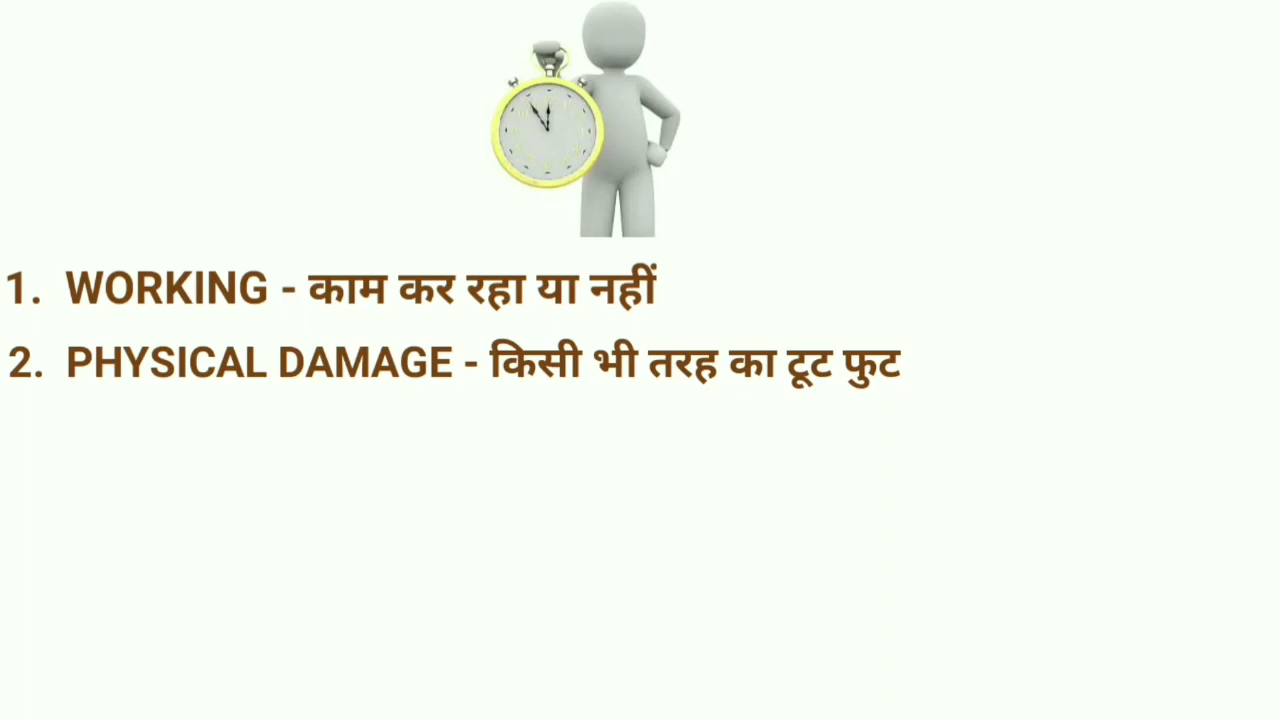 1. WORKING - काम कर रहा या नहीं
2. PHYSICAL DAMAGE - किसी भी तरह का टूट फुट